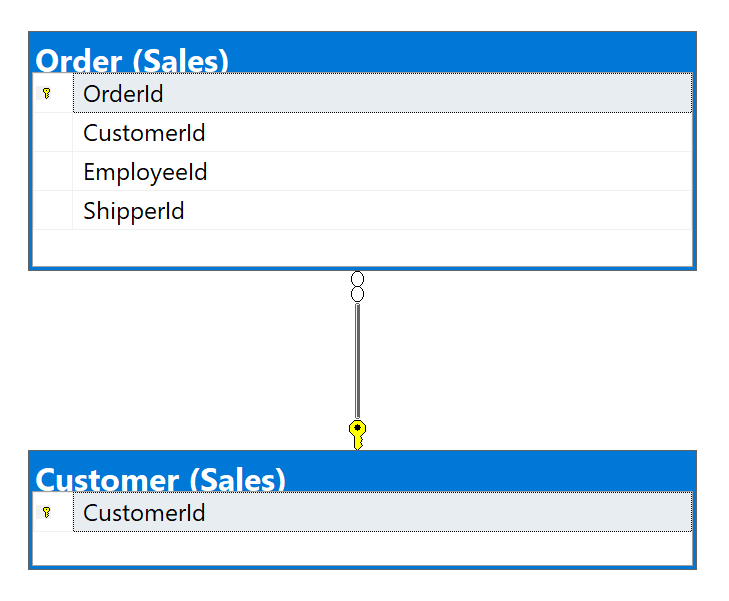 Order (Sales)
OrderId
CustomerId
EmployeeId
ShipperId
Customer (Sales)
CustomerId